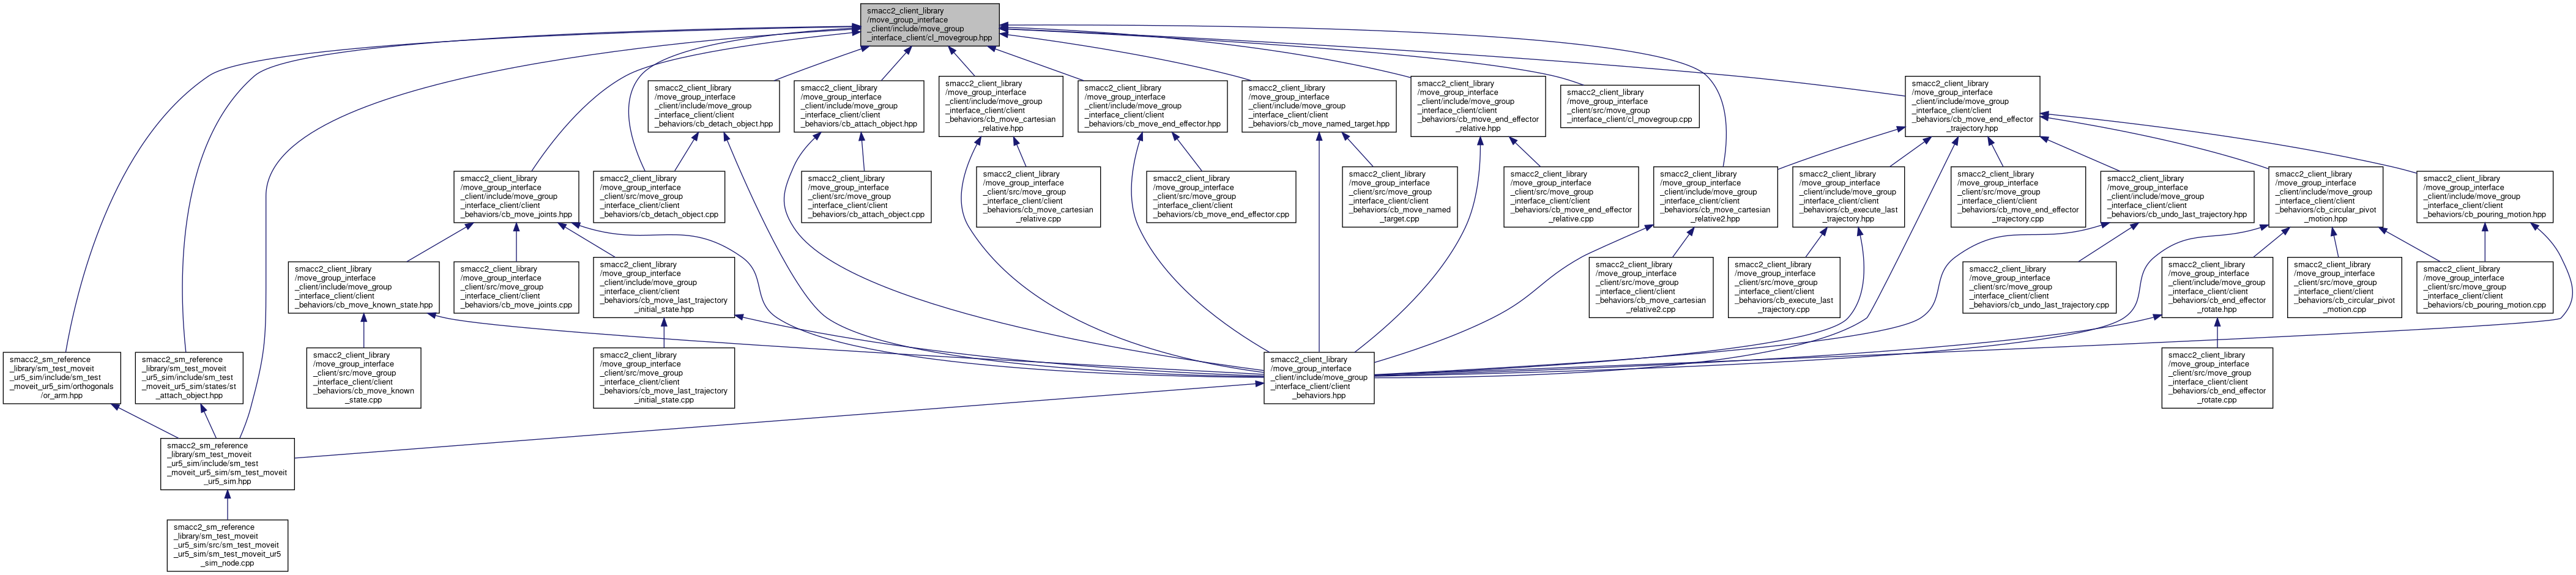 smacc2_client_library
/move_group_interface
_client/include/move_group
_interface_client/cl_movegroup.hpp
smacc2_client_library
/move_group_interface
_client/include/move_group
_interface_client/client
_behaviors/cb_detach_object.hpp
smacc2_client_library
/move_group_interface
_client/include/move_group
_interface_client/client
_behaviors/cb_attach_object.hpp
smacc2_client_library
/move_group_interface
_client/include/move_group
_interface_client/client
_behaviors/cb_move_cartesian
_relative.hpp
smacc2_client_library
/move_group_interface
_client/include/move_group
_interface_client/client
_behaviors/cb_move_end_effector.hpp
smacc2_client_library
/move_group_interface
_client/include/move_group
_interface_client/client
_behaviors/cb_move_named_target.hpp
smacc2_client_library
/move_group_interface
_client/include/move_group
_interface_client/client
_behaviors/cb_move_end_effector
_relative.hpp
smacc2_client_library
/move_group_interface
_client/src/move_group
_interface_client/cl_movegroup.cpp
smacc2_client_library
/move_group_interface
_client/include/move_group
_interface_client/client
_behaviors/cb_move_end_effector
_trajectory.hpp
smacc2_client_library
/move_group_interface
_client/include/move_group
_interface_client/client
_behaviors/cb_move_joints.hpp
smacc2_client_library
/move_group_interface
_client/src/move_group
_interface_client/client
_behaviors/cb_detach_object.cpp
smacc2_client_library
/move_group_interface
_client/src/move_group
_interface_client/client
_behaviors/cb_attach_object.cpp
smacc2_client_library
/move_group_interface
_client/src/move_group
_interface_client/client
_behaviors/cb_move_cartesian
_relative.cpp
smacc2_client_library
/move_group_interface
_client/src/move_group
_interface_client/client
_behaviors/cb_move_end_effector.cpp
smacc2_client_library
/move_group_interface
_client/src/move_group
_interface_client/client
_behaviors/cb_move_named
_target.cpp
smacc2_client_library
/move_group_interface
_client/src/move_group
_interface_client/client
_behaviors/cb_move_end_effector
_relative.cpp
smacc2_client_library
/move_group_interface
_client/include/move_group
_interface_client/client
_behaviors/cb_move_cartesian
_relative2.hpp
smacc2_client_library
/move_group_interface
_client/include/move_group
_interface_client/client
_behaviors/cb_execute_last
_trajectory.hpp
smacc2_client_library
/move_group_interface
_client/src/move_group
_interface_client/client
_behaviors/cb_move_end_effector
_trajectory.cpp
smacc2_client_library
/move_group_interface
_client/include/move_group
_interface_client/client
_behaviors/cb_undo_last_trajectory.hpp
smacc2_client_library
/move_group_interface
_client/include/move_group
_interface_client/client
_behaviors/cb_circular_pivot
_motion.hpp
smacc2_client_library
/move_group_interface
_client/include/move_group
_interface_client/client
_behaviors/cb_pouring_motion.hpp
smacc2_client_library
/move_group_interface
_client/include/move_group
_interface_client/client
_behaviors/cb_move_known_state.hpp
smacc2_client_library
/move_group_interface
_client/src/move_group
_interface_client/client
_behaviors/cb_move_joints.cpp
smacc2_client_library
/move_group_interface
_client/include/move_group
_interface_client/client
_behaviors/cb_move_last_trajectory
_initial_state.hpp
smacc2_client_library
/move_group_interface
_client/src/move_group
_interface_client/client
_behaviors/cb_move_cartesian
_relative2.cpp
smacc2_client_library
/move_group_interface
_client/src/move_group
_interface_client/client
_behaviors/cb_execute_last
_trajectory.cpp
smacc2_client_library
/move_group_interface
_client/src/move_group
_interface_client/client
_behaviors/cb_undo_last_trajectory.cpp
smacc2_client_library
/move_group_interface
_client/include/move_group
_interface_client/client
_behaviors/cb_end_effector
_rotate.hpp
smacc2_client_library
/move_group_interface
_client/src/move_group
_interface_client/client
_behaviors/cb_circular_pivot
_motion.cpp
smacc2_client_library
/move_group_interface
_client/src/move_group
_interface_client/client
_behaviors/cb_pouring_motion.cpp
smacc2_sm_reference
_library/sm_test_moveit
_ur5_sim/include/sm_test
_moveit_ur5_sim/orthogonals
/or_arm.hpp
smacc2_sm_reference
_library/sm_test_moveit
_ur5_sim/include/sm_test
_moveit_ur5_sim/states/st
_attach_object.hpp
smacc2_client_library
/move_group_interface
_client/src/move_group
_interface_client/client
_behaviors/cb_move_known
_state.cpp
smacc2_client_library
/move_group_interface
_client/src/move_group
_interface_client/client
_behaviors/cb_move_last_trajectory
_initial_state.cpp
smacc2_client_library
/move_group_interface
_client/include/move_group
_interface_client/client
_behaviors.hpp
smacc2_client_library
/move_group_interface
_client/src/move_group
_interface_client/client
_behaviors/cb_end_effector
_rotate.cpp
smacc2_sm_reference
_library/sm_test_moveit
_ur5_sim/include/sm_test
_moveit_ur5_sim/sm_test_moveit
_ur5_sim.hpp
smacc2_sm_reference
_library/sm_test_moveit
_ur5_sim/src/sm_test_moveit
_ur5_sim/sm_test_moveit_ur5
_sim_node.cpp